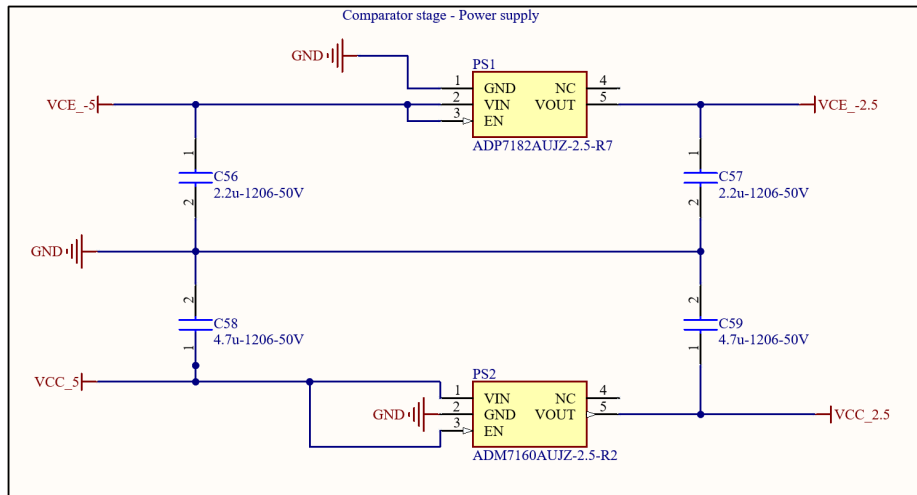 Comparator stage - Power supply
GND
PS1
1 GND NC 4
VCE_-5 2 VIN VOUT 5 VCE_-2.5
3 EN
ADP7182AUJZ-2.5-R7
1 1
C56 C57
2.2u-1206-50V 2.2u-1206-50V
2 2
GND
2 2
C58 C59
4.7u-1206-50V 4.7u-1206-50V
1 1
PS2
VCC_5
1 VIN NC 4
GND 2 GND VOUT 5 VCC_2.5
3 EN
ADM7160AUJZ-2.5-R2